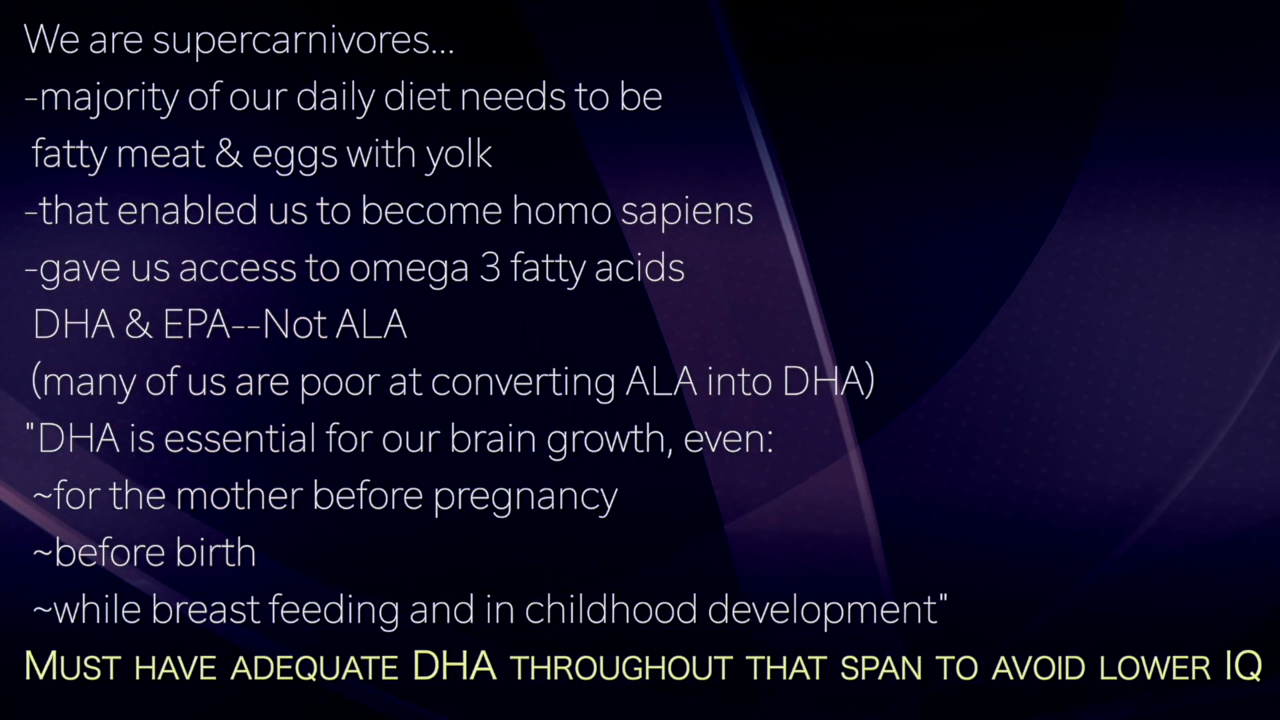 We are supercarnivores...
-majority of our daily diet needs to be
fatty meat & eggs with yolk
-that enabled us to become homo sapiens
-gave us access to omega 3 fatty acids
DHA & EPA--Not ALA
(many of us are poor at converting ALA into DHA)
"DHA is essential for our brain growth, even:
~for the mother before pregnancy
~before birth
~while breast feeding and in childhood development"
MUST HAVE ADEQUATE DHA THROUGHOUT THAT SPAN TO AVOID LOWER IQ